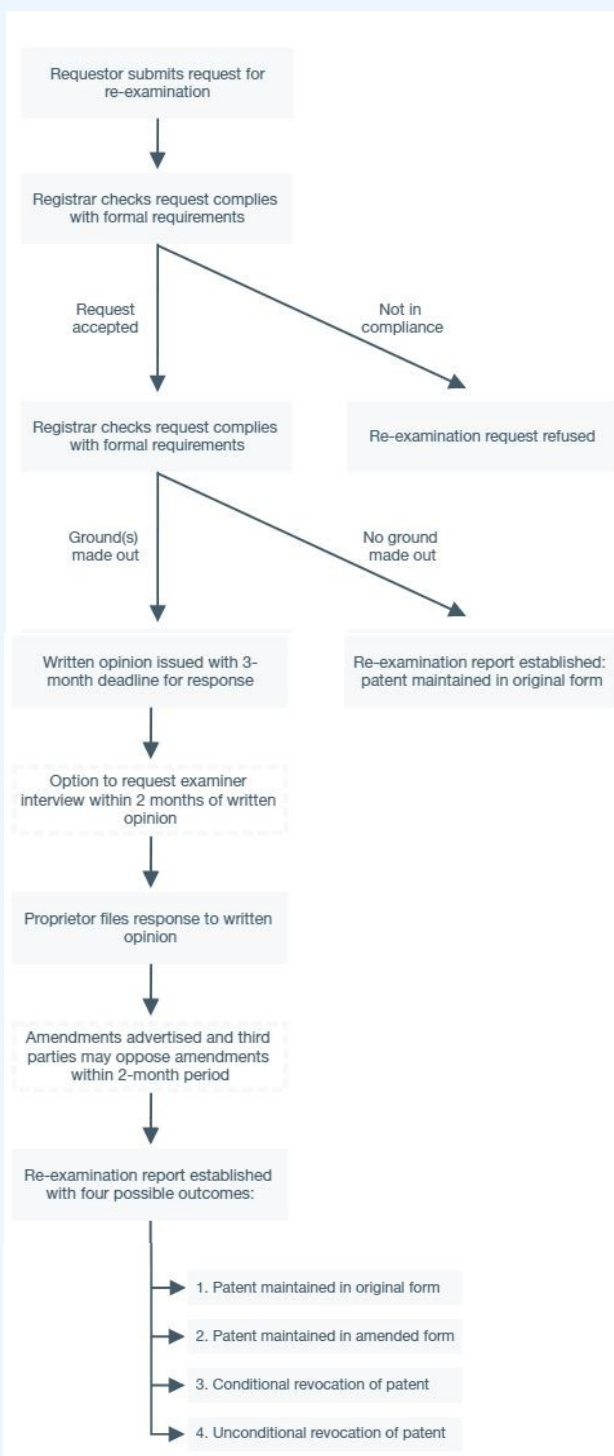 Requestor submits request for
re-examination
Registrar checks request complies
with formal requirements
Request
accepted
Not in
compliance
Registrar checks request complies
with formal requirements
Re-examination request refused
Ground(s)
made out
No ground
made out
Written opinion issued with 3-
month deadline for response
Re-examination report established:
patent maintained in original form
Option to request examiner
interview within 2 months of written
opinion
Proprietor files response to written
opinion
Amendments advertised and third
parties may oppose amendments
within 2-month period
Re-examination report established
with four possible outcomes:
1. Patent maintained in original form
2. Patent maintained in amended form
3. Conditional revocation of patent
4. Unconditional revocation of patent